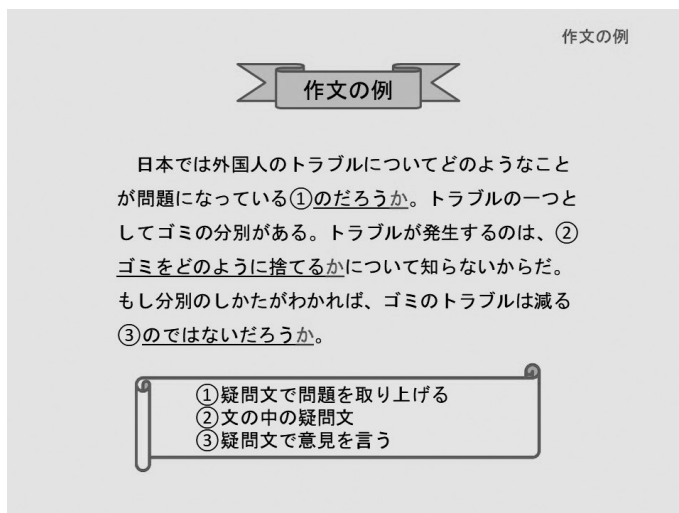 作文の例
作文の例
日本では外国人のトラブルについてどのようなこと
が問題になっている①のだろうか。トラブルの一つと
してゴミの分別がある。トラブルが発生するのは、②
ゴミをどのように捨てるかについて知らないからだ。
もし分別のしかたがわかれば、ゴミのトラブルは減る
③のではないだろうか。
①疑問文で問題を取り上げる
②文の中の疑問文
③疑問文で意見を言う